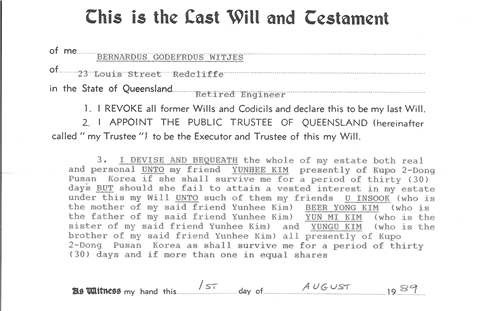 This is the Last Will and Testament
of me BERNARDUS GODEFRDUS WITJES
of 23 Louis Street Redcliffe
in the State of Queensland Retired Engineer
1. I REVOKE all former Wills and Codicils and declare this to be my last Will.
2. I APPOINT THE PUBLIC TRUSTEE OF QUEENSLAND (hereinafter
called "my Trustee") to be the Executor and Trustee of this my Will.
3. I DEVISE AND BEQUEATH the whole of my estate both real
and personal UNTO my friend YUNHEE KIM presently of Kupo 2-Dong
Pusan Korea if she shall survive me for a period of thirty (30)
days BUT should she fail to attain a vested interest in my estate
under this my Will UNTO such of them my friends U INSOOK (who is
the mother of my said friend Yunhee Kim) BEER YONG KIM (who is
the father of my said friend Yunhee Kim) YUN MI KIM (who is the
sister of my said friend Yunhee Kim) and YUNGU KIM (who is the
brother of my said friend Yunhee Kim) all presently of Kupo
2-Dong Pusan Korea as shall survive me for a period of thirty
(30) days and if more than one in equal shares
As Witness my hand this 1ST day of AUGUST 1989